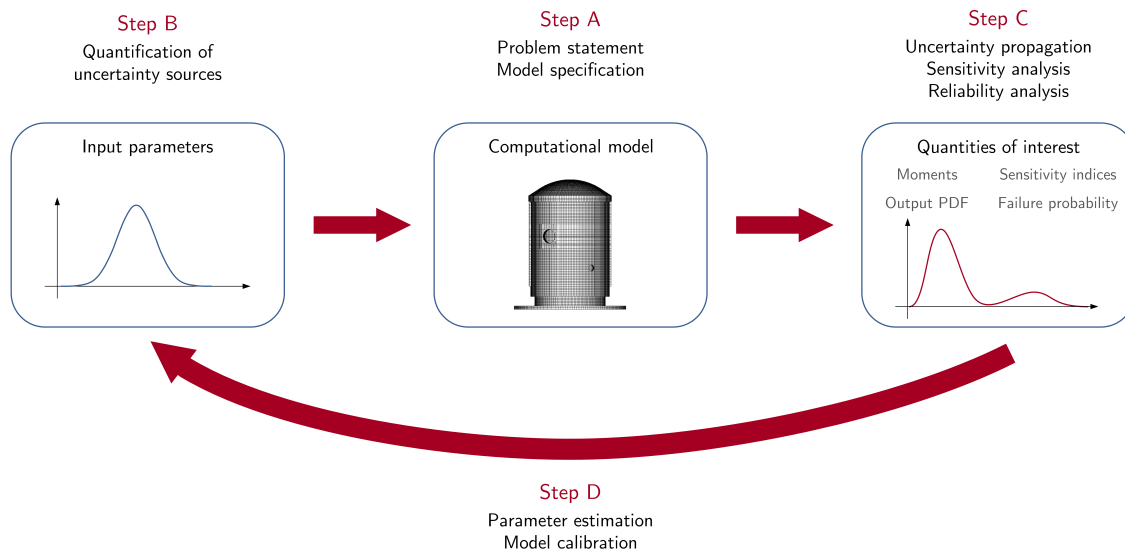 Step B
Quantification of
uncertainty sources
Step A
Problem statement
Model specification
Step C
Uncertainty propagation
Sensitivity analysis
Reliability analysis
Input parameters
Computational model
Quantities of interest
Moments
Sensitivity indices
Output PDF
Failure probability
Step D
Parameter estimation
Model calibration